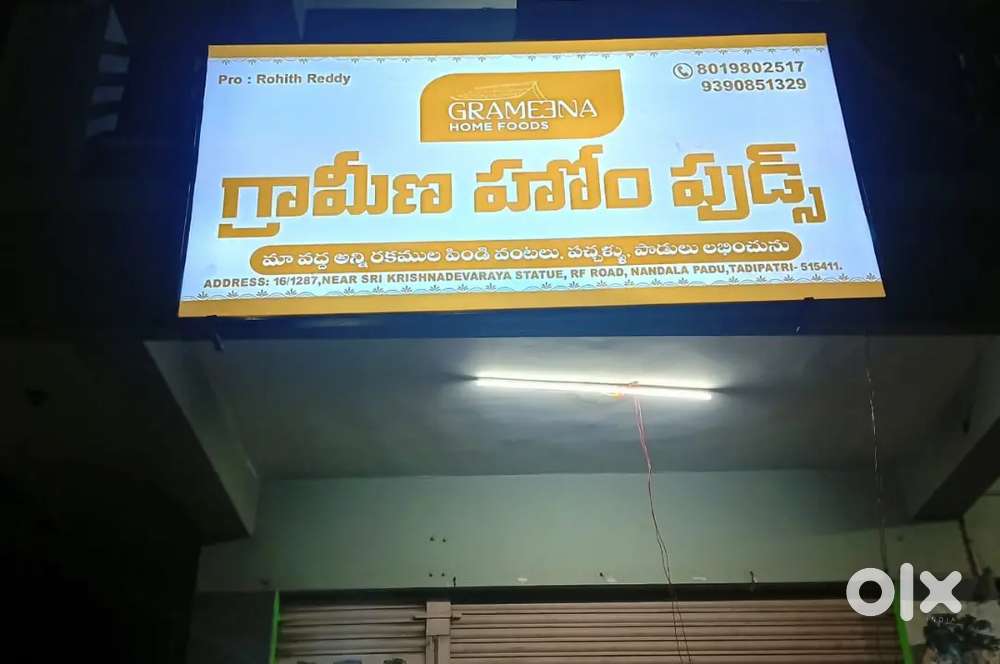 Pro : Rohith Reddy
8019802517
9390851329
GRAMEENA
HOME FOODS
గ్రామీణ హోం ఫుడ్స్
మా వద్ద అన్ని రకముల పిండి వంటలు, పచ్చళ్ళు, పొడులు లభించును
ADDRESS: 16/1287,NEAR SRI KRISHNADEVARAYA STATUE, RF ROAD, NANDALA PADU,TADIPATRI- 515411.
olx
INDIA